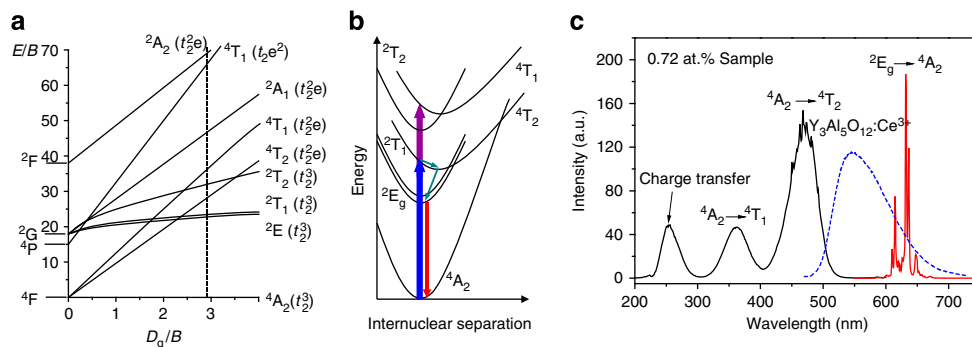 a
E/B
70
60
50
40
30
20
10
0
²F
²G
⁴P
⁴F
²A₂ (t₂²e)
⁴T₁ (t₂e²)
²A₁ (t₂²e)
⁴T₁ (t₂²e)
⁴T₂ (t₂²e)
²T₂ (t₂³)
²T₁ (t₂³)
²E (t₂³)
⁴A₂(t₂³)
0 1 2 3
D_q/B
b
Energy
²T₂
⁴T₁
⁴T₂
²T₁
²E_g
⁴A₂
Internuclear separation
c
Intensity (a.u.)
200
160
120
80
40
0
0.72 at.% Sample
²E_g → ⁴A₂
⁴A₂ → ⁴T₂
Y₃Al₅O₁₂:Ce³⁺
Charge transfer
⁴A₂ → ⁴T₁
200 300 400 500 600 700
Wavelength (nm)